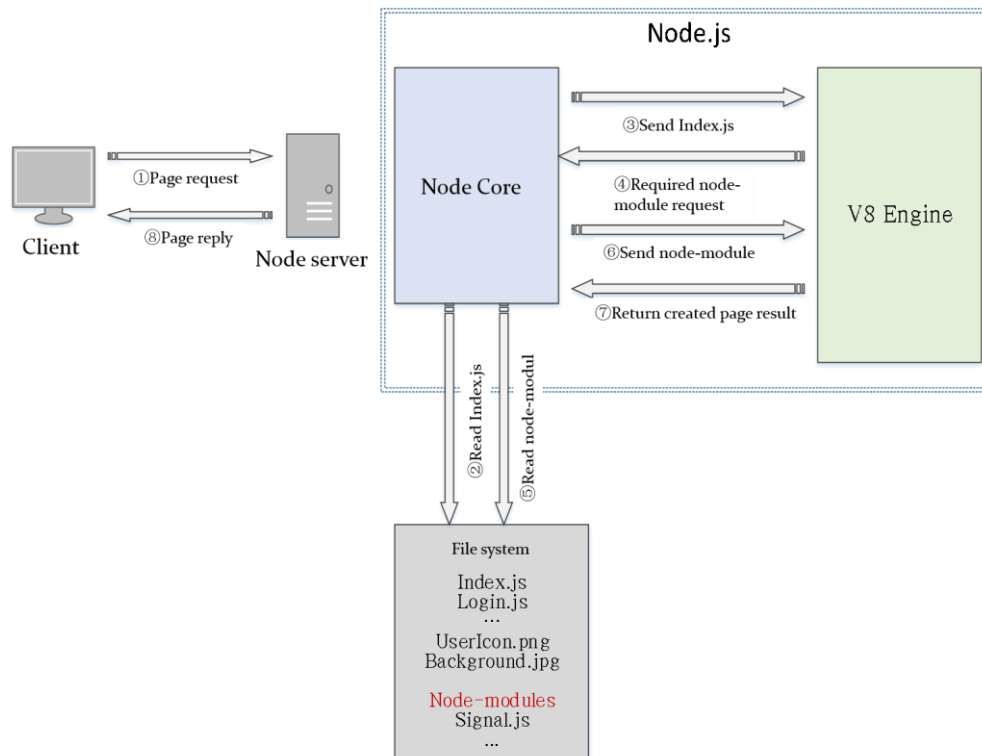 Node.js
Node Core
V8 Engine
③Send Index.js
④Required node-
module request
⑥Send node-module
⑦Return created page result
①Page request
⑧Page reply
Client
Node server
②Read Index.js
⑤Read node-modul
File system
Index.js
Login.js
...
UserIcon.png
Background.jpg
Node-modules
Signal.js
...